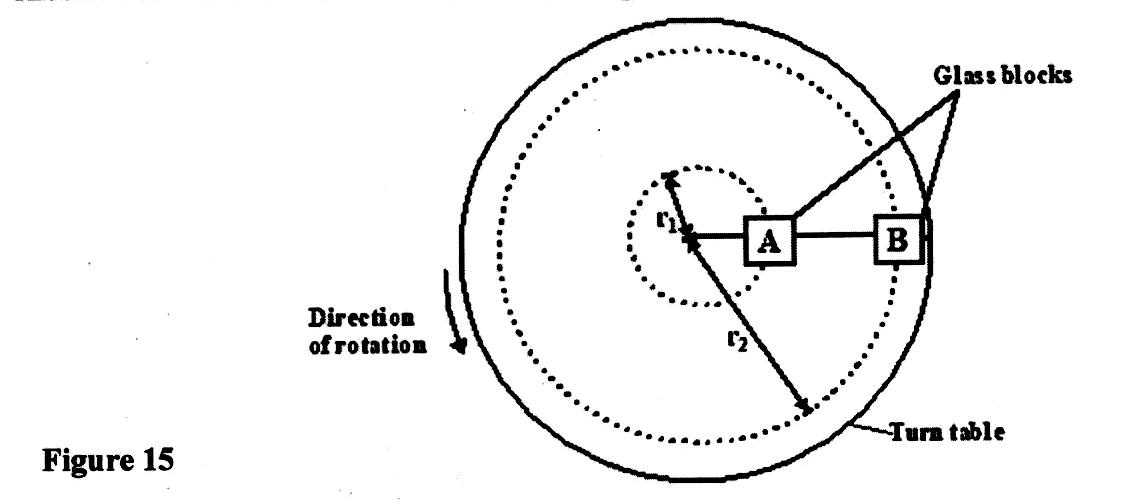 Glass blocks
r₁
A
B
Direction
of rotation
r₂
Turn table
Figure 15